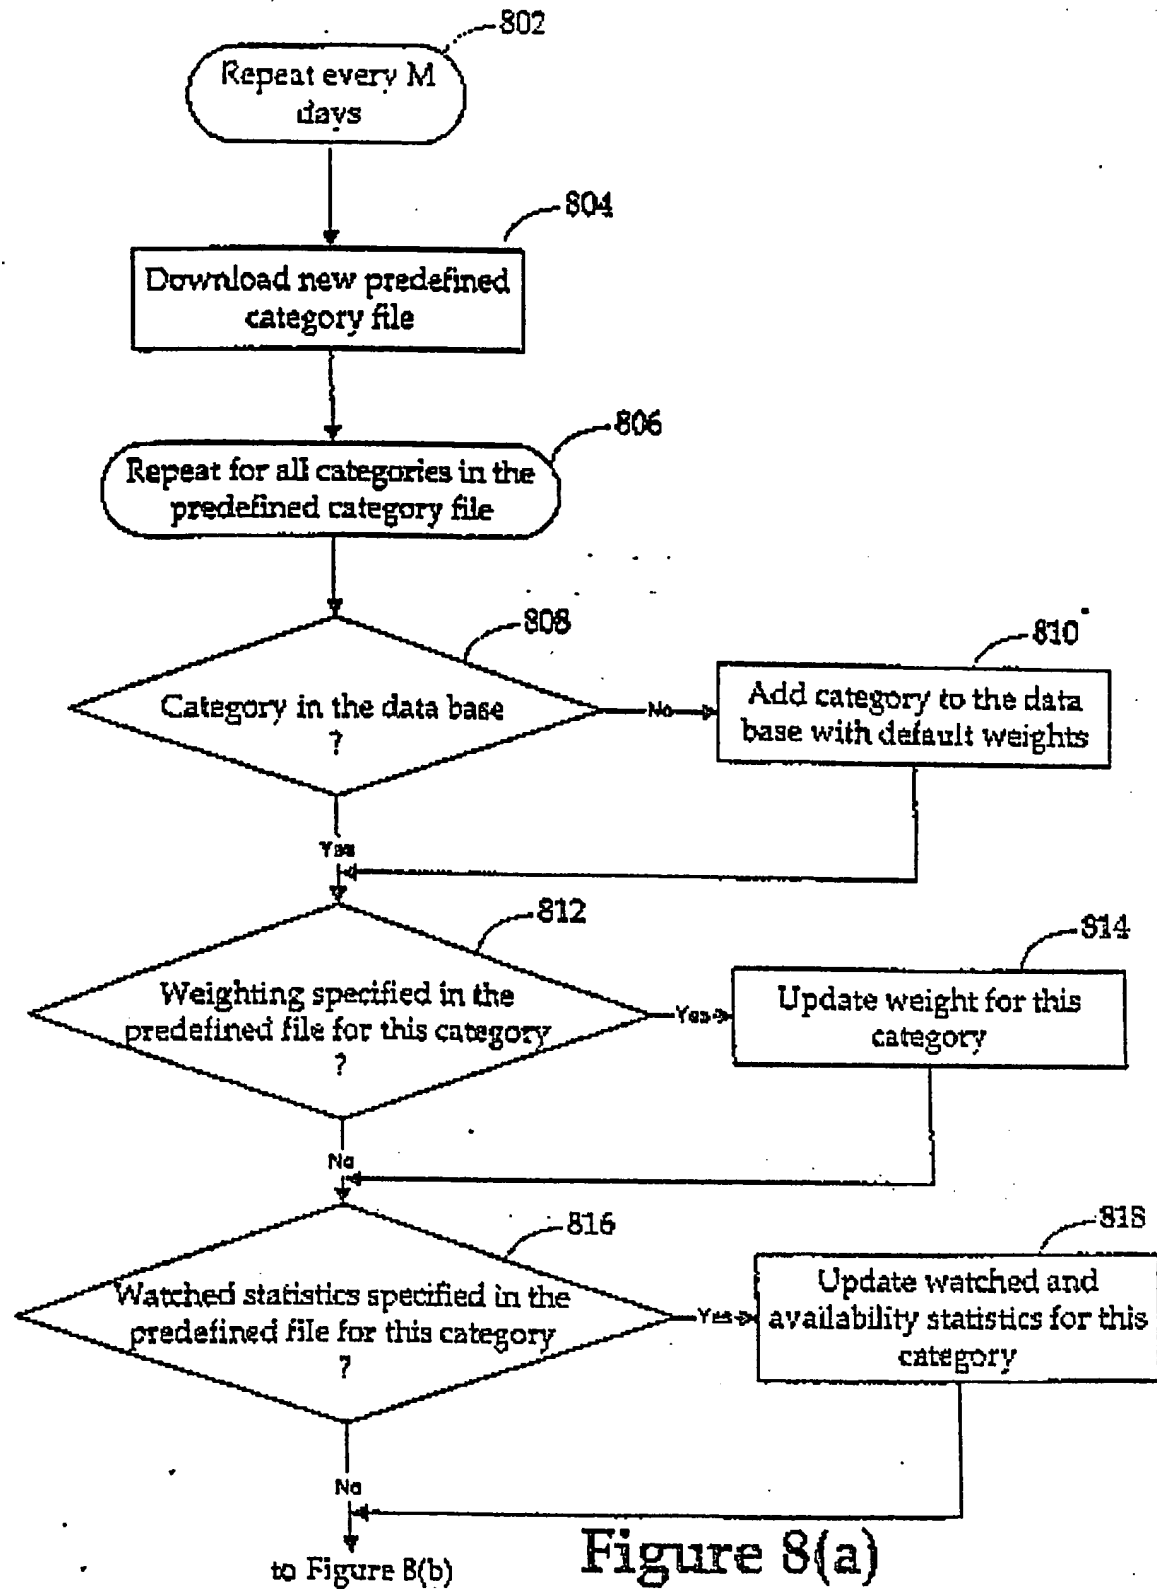 802
Repeat every M
days
804
Download new predefined
category file
806
Repeat for all categories in the
predefined category file
808
Category in the data base
?
No
810
Add category to the data
base with default weights
Yes
812
Weighting specified in the
predefined file for this category
?
Yes
814
Update weight for this
category
No
816
Watched statistics specified in the
predefined file for this category
?
Yes
818
Update watched and
availability statistics for this
category
No
to Figure 8(b)
Figure 8(a)